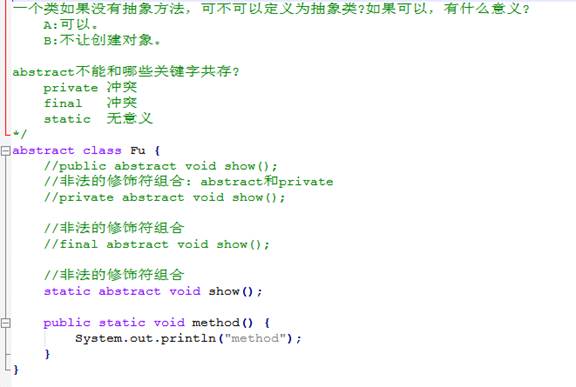 一个类如果没有抽象方法，可不可以定义为抽象类?如果可以，有什么意义?
A:可以。
B:不让创建对象。
abstract不能和哪些关键字共存?
private 冲突
final 冲突
static 无意义
*/
abstract class Fu {
//public abstract void show();
//非法的修饰符组合: abstract和private
//private abstract void show();
//非法的修饰符组合
//final abstract void show();
//非法的修饰符组合
static abstract void show();
public static void method() {
System.out.println("method");
}
}